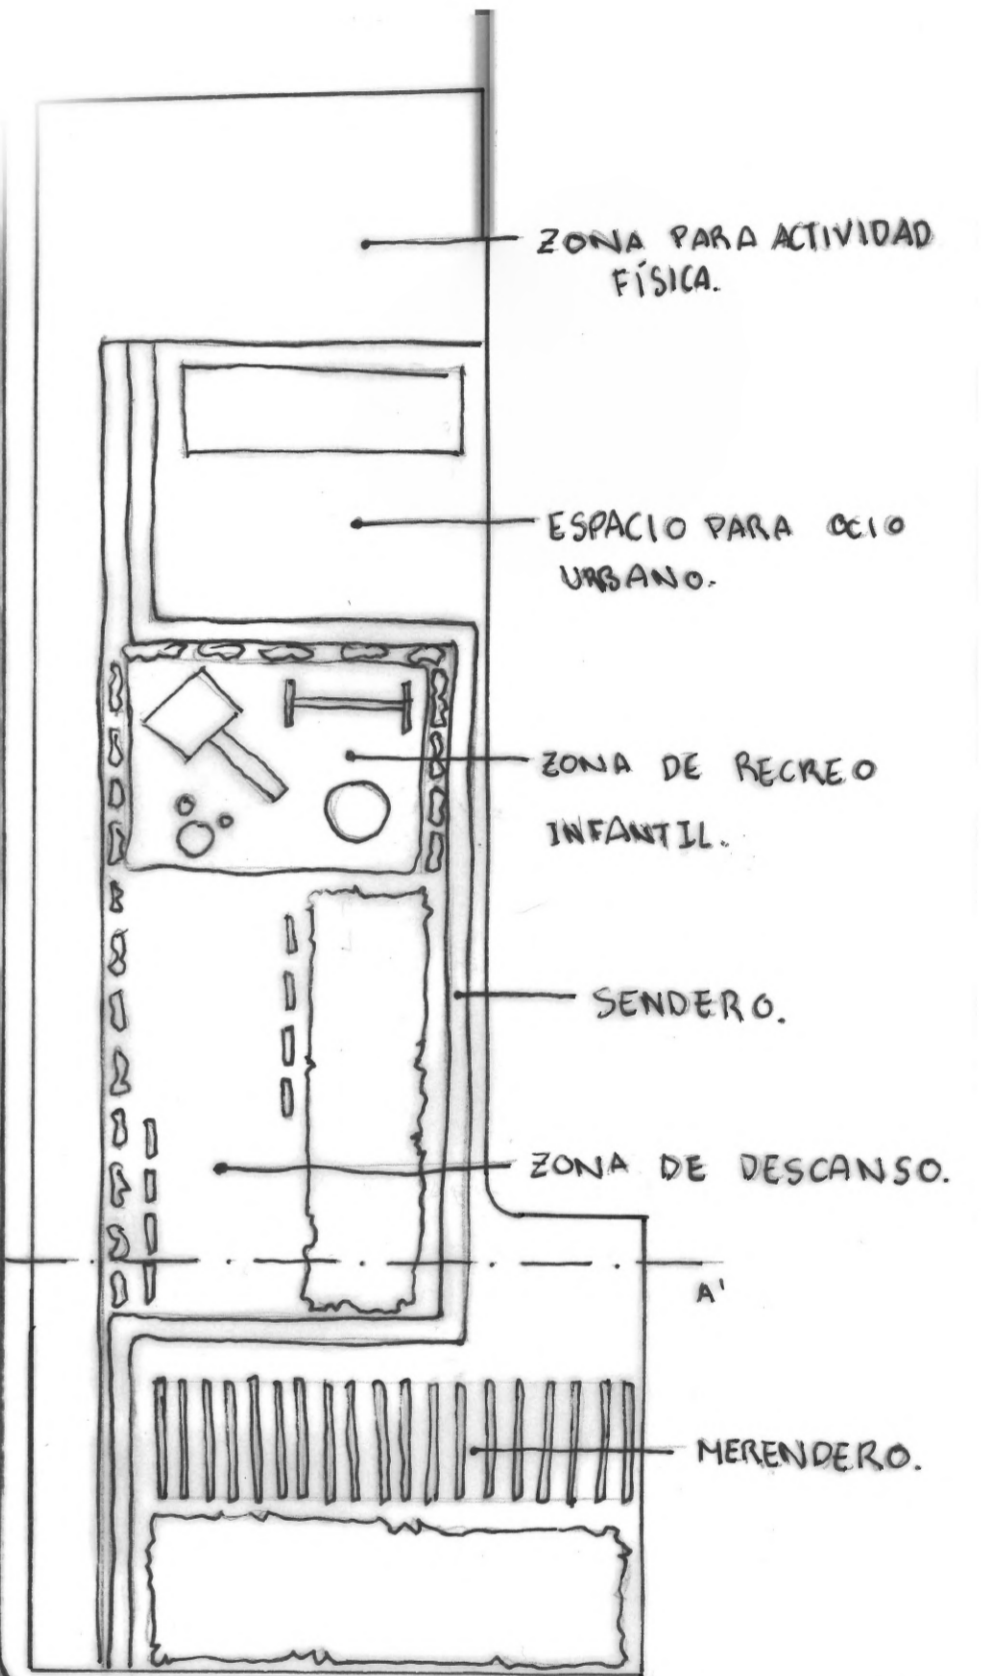 ZONA PARA ACTIVIDAD
FÍSICA.
ESPACIO PARA OCIO
URBANO.
ZONA DE RECREO
INFANTIL.
SENDERO.
ZONA DE DESCANSO.
A'
MERENDERO.